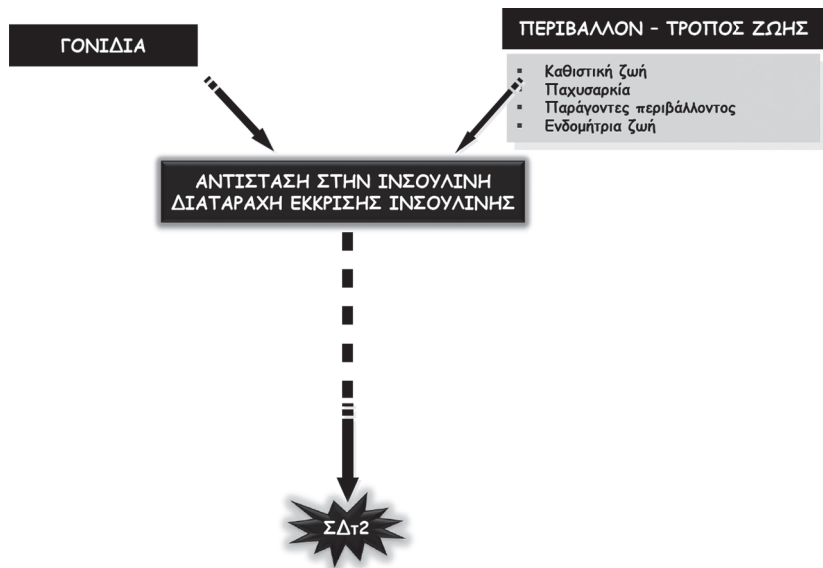 ΓΟΝΙΔΙΑ
ΠΕΡΙΒΑΛΛΟΝ - ΤΡΟΠΟΣ ΖΩΗΣ
▪ Καθιστική ζωή
▪ Παχυσαρκία
▪ Παράγοντες περιβάλλοντος
▪ Ενδομήτρια ζωή
ΑΝΤΙΣΤΑΣΗ ΣΤΗΝ ΙΝΣΟΥΛΙΝΗ
ΔΙΑΤΑΡΑΧΗ ΕΚΚΡΙΣΗΣ ΙΝΣΟΥΛΙΝΗΣ
ΣΔτ2